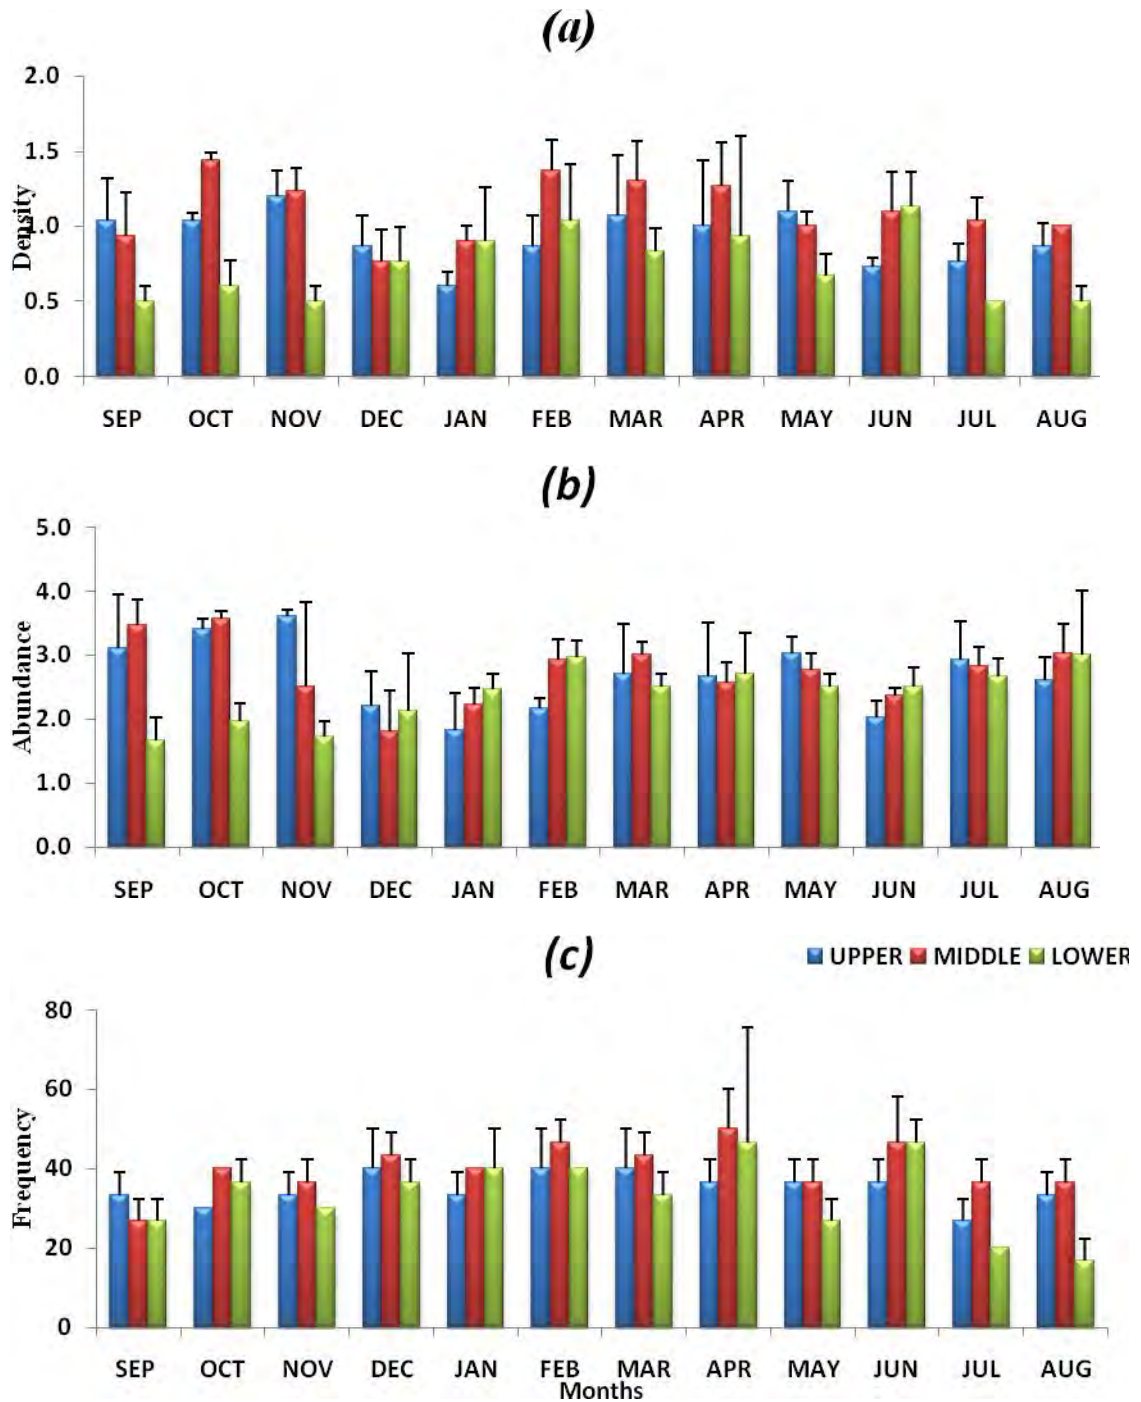 (a)
Density
2.0
1.5
1.0
0.5
0.0
SEP OCT NOV DEC JAN FEB MAR APR MAY JUN JUL AUG
(b)
Abundance
5.0
4.0
3.0
2.0
1.0
0.0
SEP OCT NOV DEC JAN FEB MAR APR MAY JUN JUL AUG
(c)
UPPER MIDDLE LOWER
Frequency
80
60
40
20
0
SEP OCT NOV DEC JAN FEB MAR APR MAY JUN JUL AUG
Months